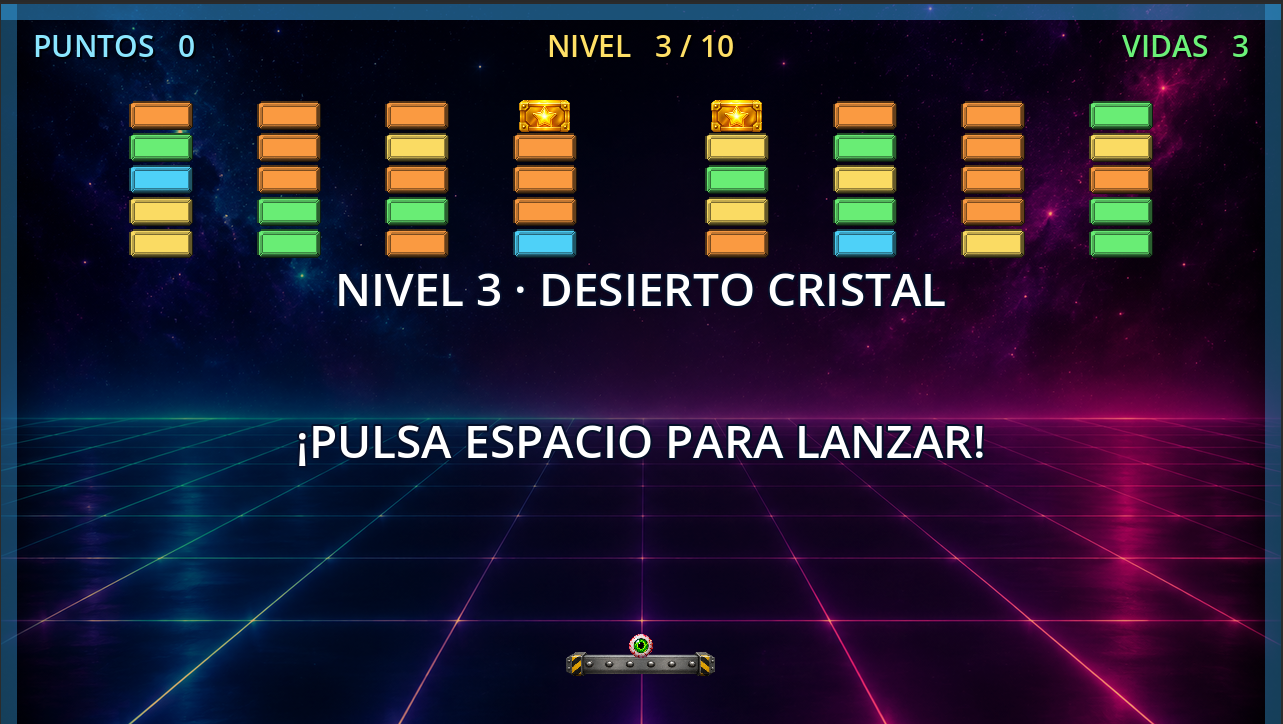 PUNTOS 0
NIVEL 3 / 10
VIDAS 3
NIVEL 3 · DESIERTO CRISTAL
¡PULSA ESPACIO PARA LANZAR!